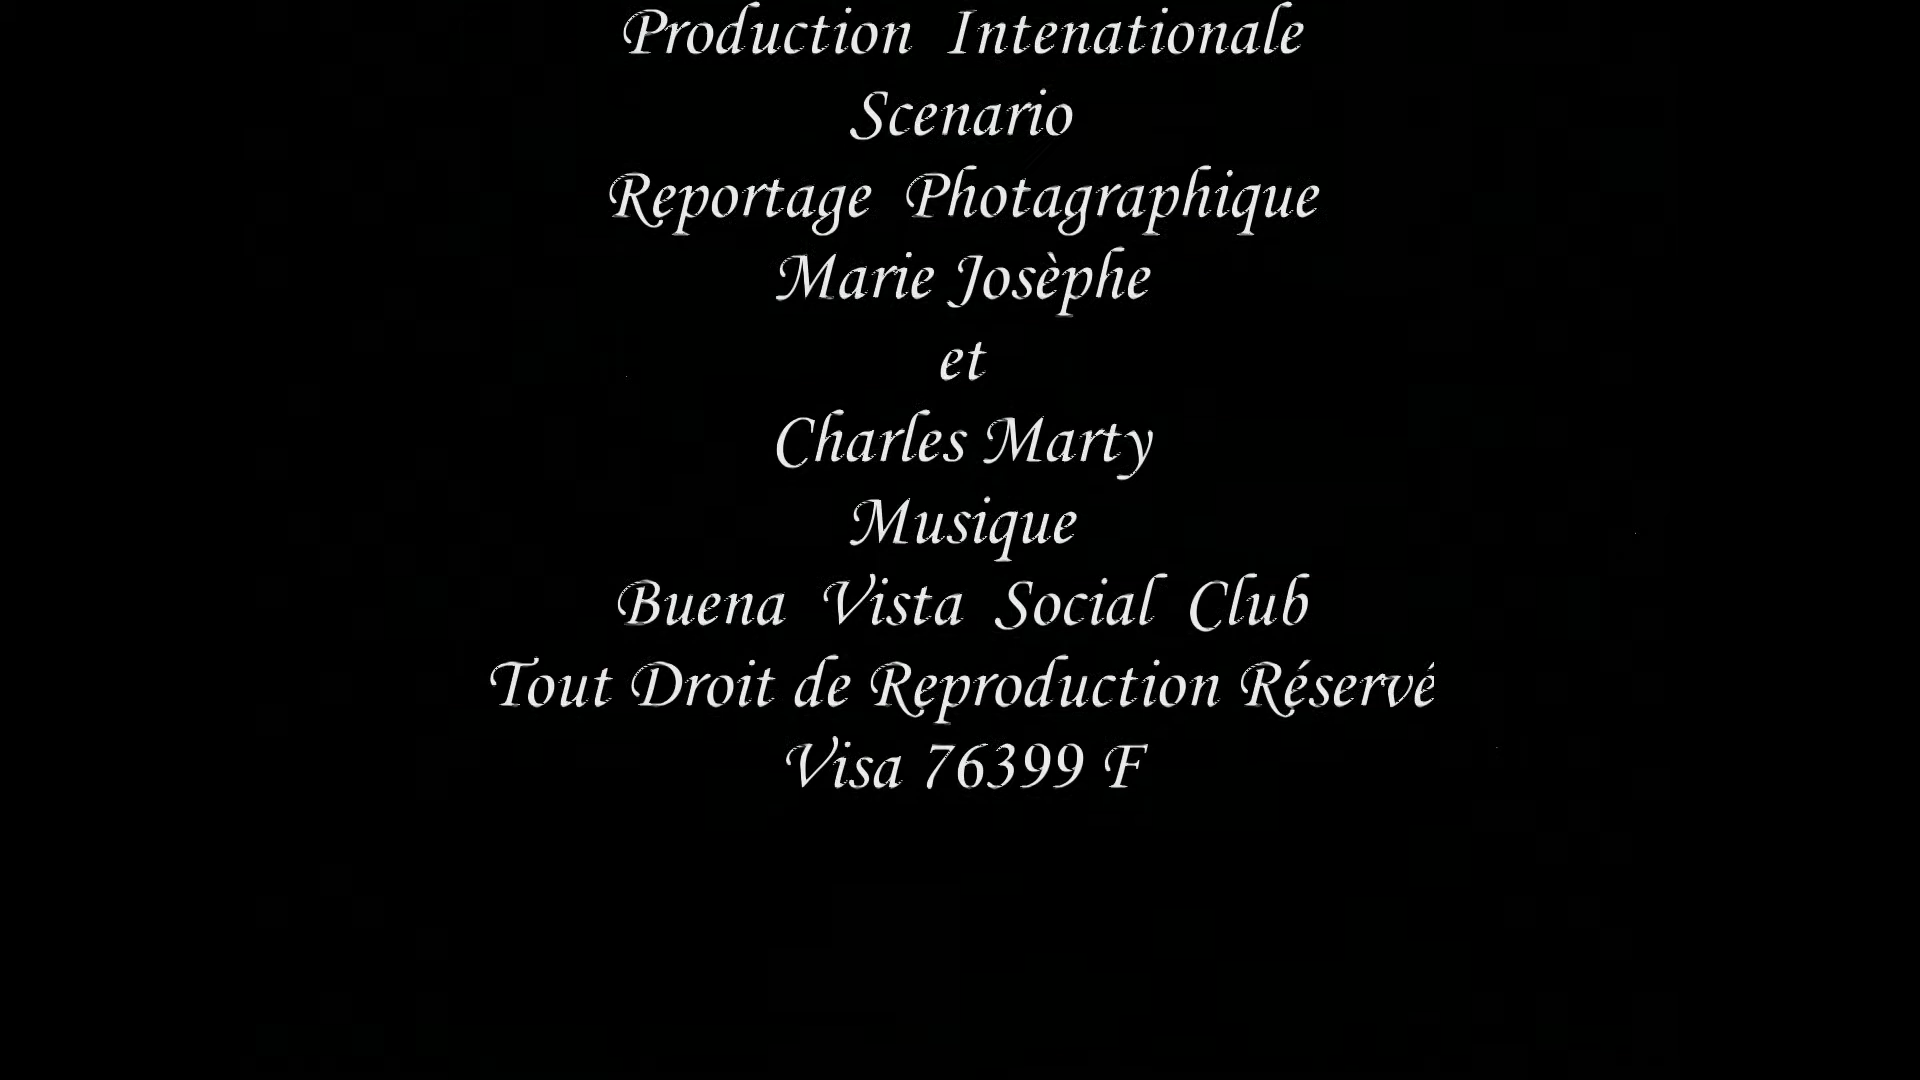 Production Intenationale
Scenario
Reportage Photagraphique
Marie Josèphe
et
Charles Marty
Musique
Buena Vista Social Club
Tout Droit de Reproduction Réservé
Visa 76399 F